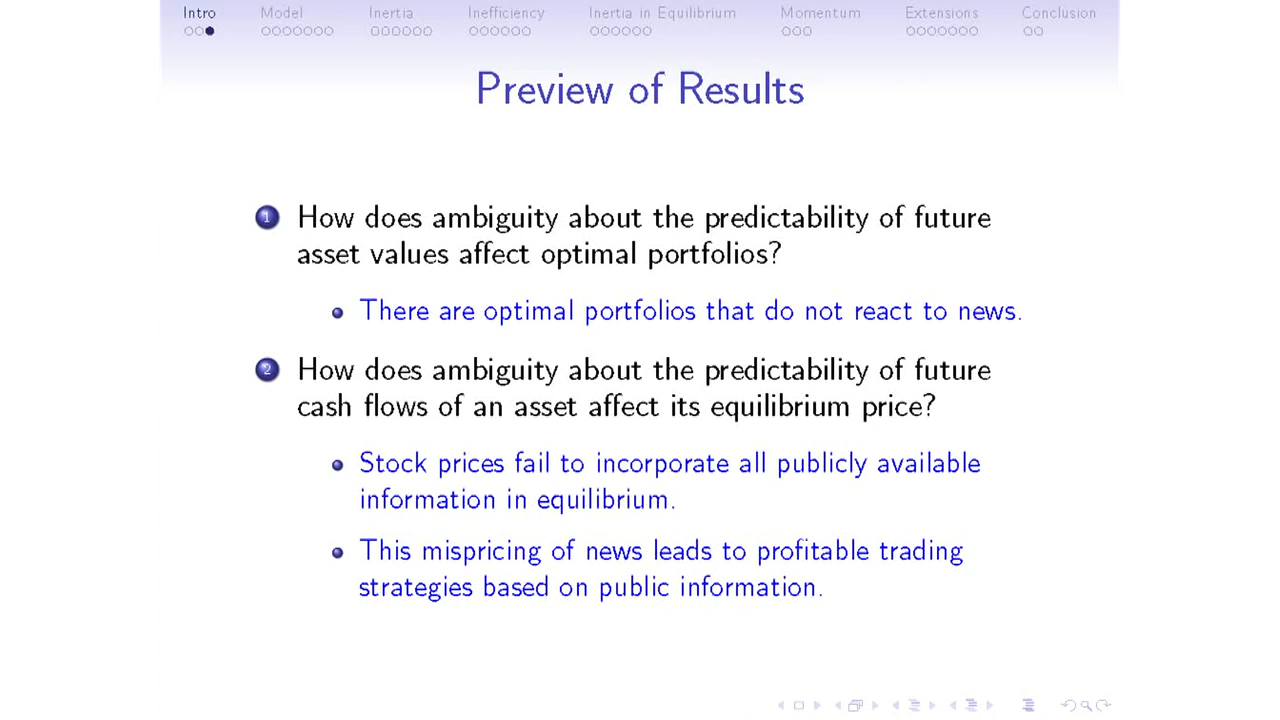 Intro Model Inertia Inefficiency Inertia in Equilibrium Momentum Extensions Conclusion
Preview of Results
1 How does ambiguity about the predictability of future
asset values affect optimal portfolios?
There are optimal portfolios that do not react to news.
2 How does ambiguity about the predictability of future
cash flows of an asset affect its equilibrium price?
Stock prices fail to incorporate all publicly available
information in equilibrium.
This mispricing of news leads to profitable trading
strategies based on public information.